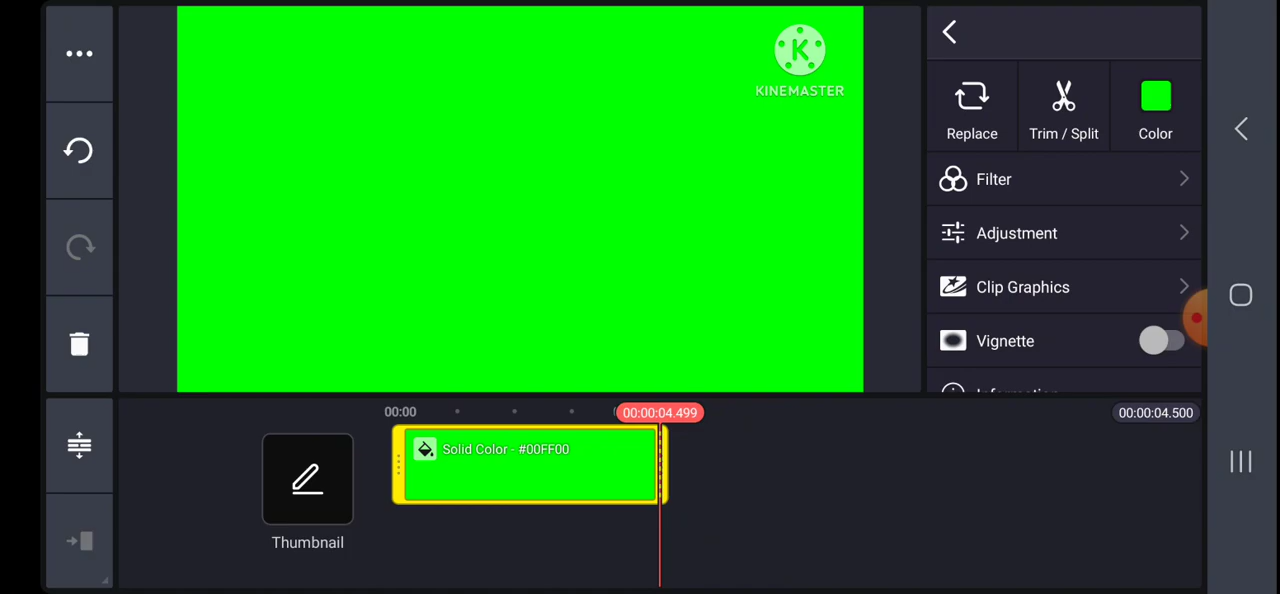 KINEMASTER
Replace
Trim / Split
Color
Filter
Adjustment
Clip Graphics
Vignette
Information
00:00
00:00:04.499
00:00:04.500
Solid Color - #00FF00
Thumbnail